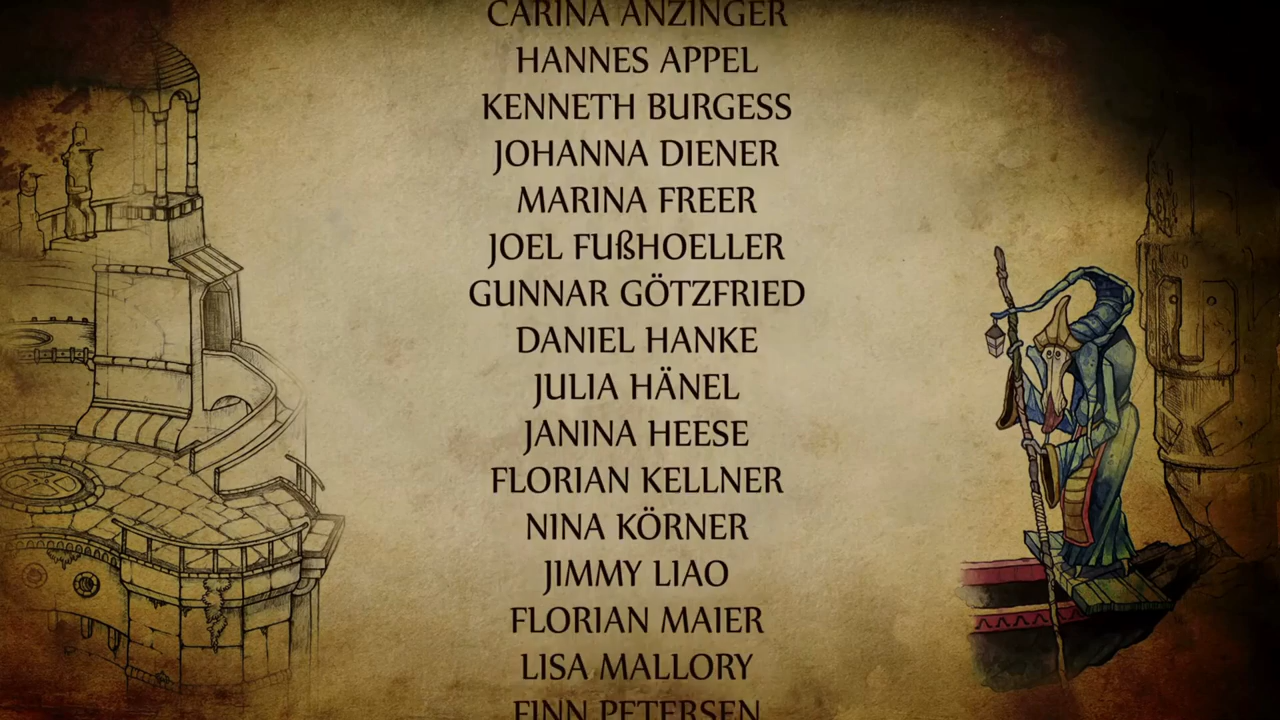 CARINA ANZINGER
HANNES APPEL
KENNETH BURGESS
JOHANNA DIENER
MARINA FREER
JOEL FUßHOELLER
GUNNAR GÖTZFRIED
DANIEL HANKE
JULIA HÄNEL
JANINA HEESE
FLORIAN KELLNER
NINA KÖRNER
JIMMY LIAO
FLORIAN MAIER
LISA MALLORY
FINN PETERSEN